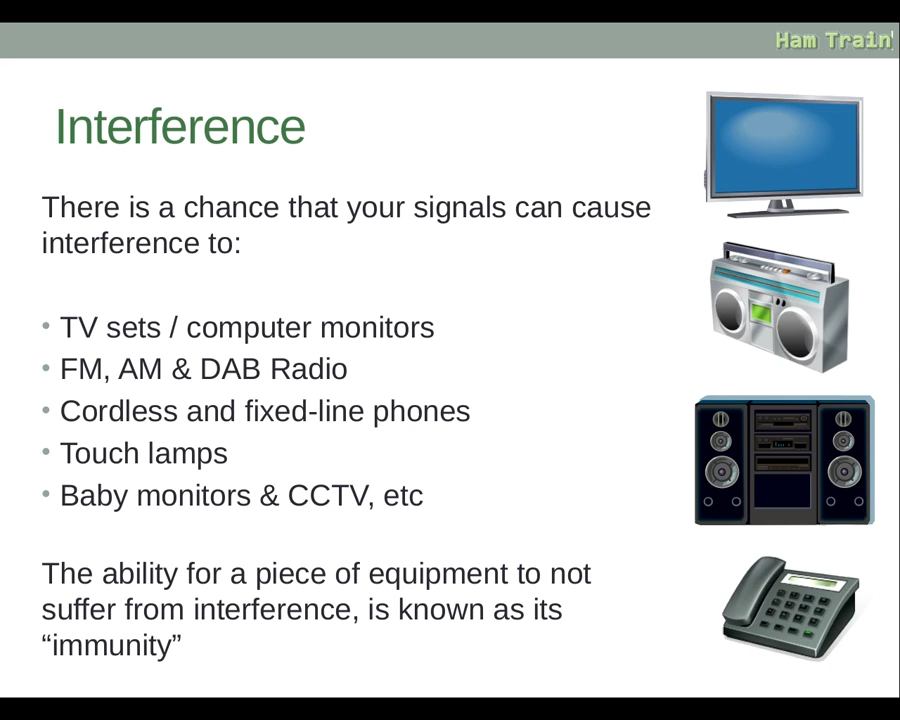 Ham Train
Interference
There is a chance that your signals can cause
interference to:
• TV sets / computer monitors
• FM, AM & DAB Radio
• Cordless and fixed-line phones
• Touch lamps
• Baby monitors & CCTV, etc
The ability for a piece of equipment to not
suffer from interference, is known as its
“immunity”